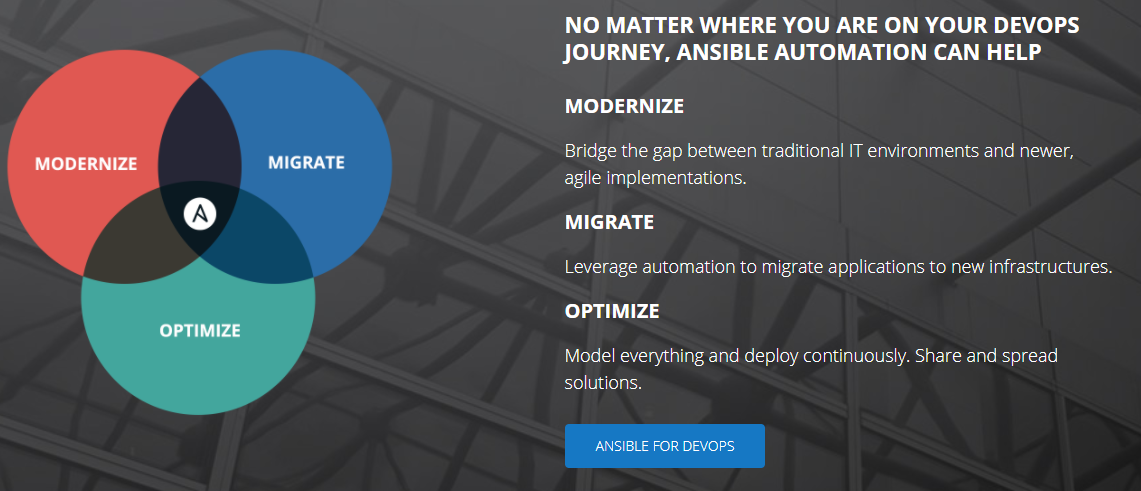 NO MATTER WHERE YOU ARE ON YOUR DEVOPS
JOURNEY, ANSIBLE AUTOMATION CAN HELP
MODERNIZE
MIGRATE
OPTIMIZE
MODERNIZE
Bridge the gap between traditional IT environments and newer,
agile implementations.
MIGRATE
Leverage automation to migrate applications to new infrastructures.
OPTIMIZE
Model everything and deploy continuously. Share and spread
solutions.
ANSIBLE FOR DEVOPS